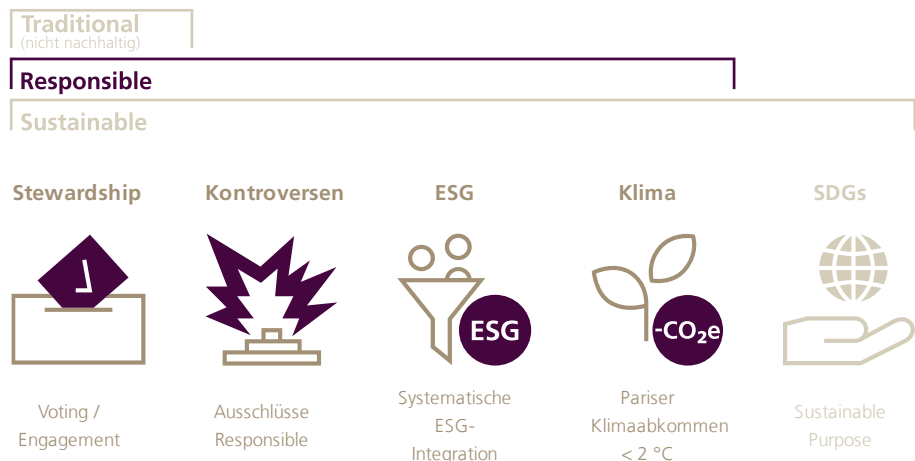 Traditional
(nicht nachhaltig)
Responsible
Sustainable
Stewardship
Kontroversen
ESG
Klima
SDGs
ESG
-CO₂e
Voting /
Engagement
Ausschlüsse
Responsible
Systematische
ESG-
Integration
Pariser
Klimaabkommen
< 2 °C
Sustainable
Purpose